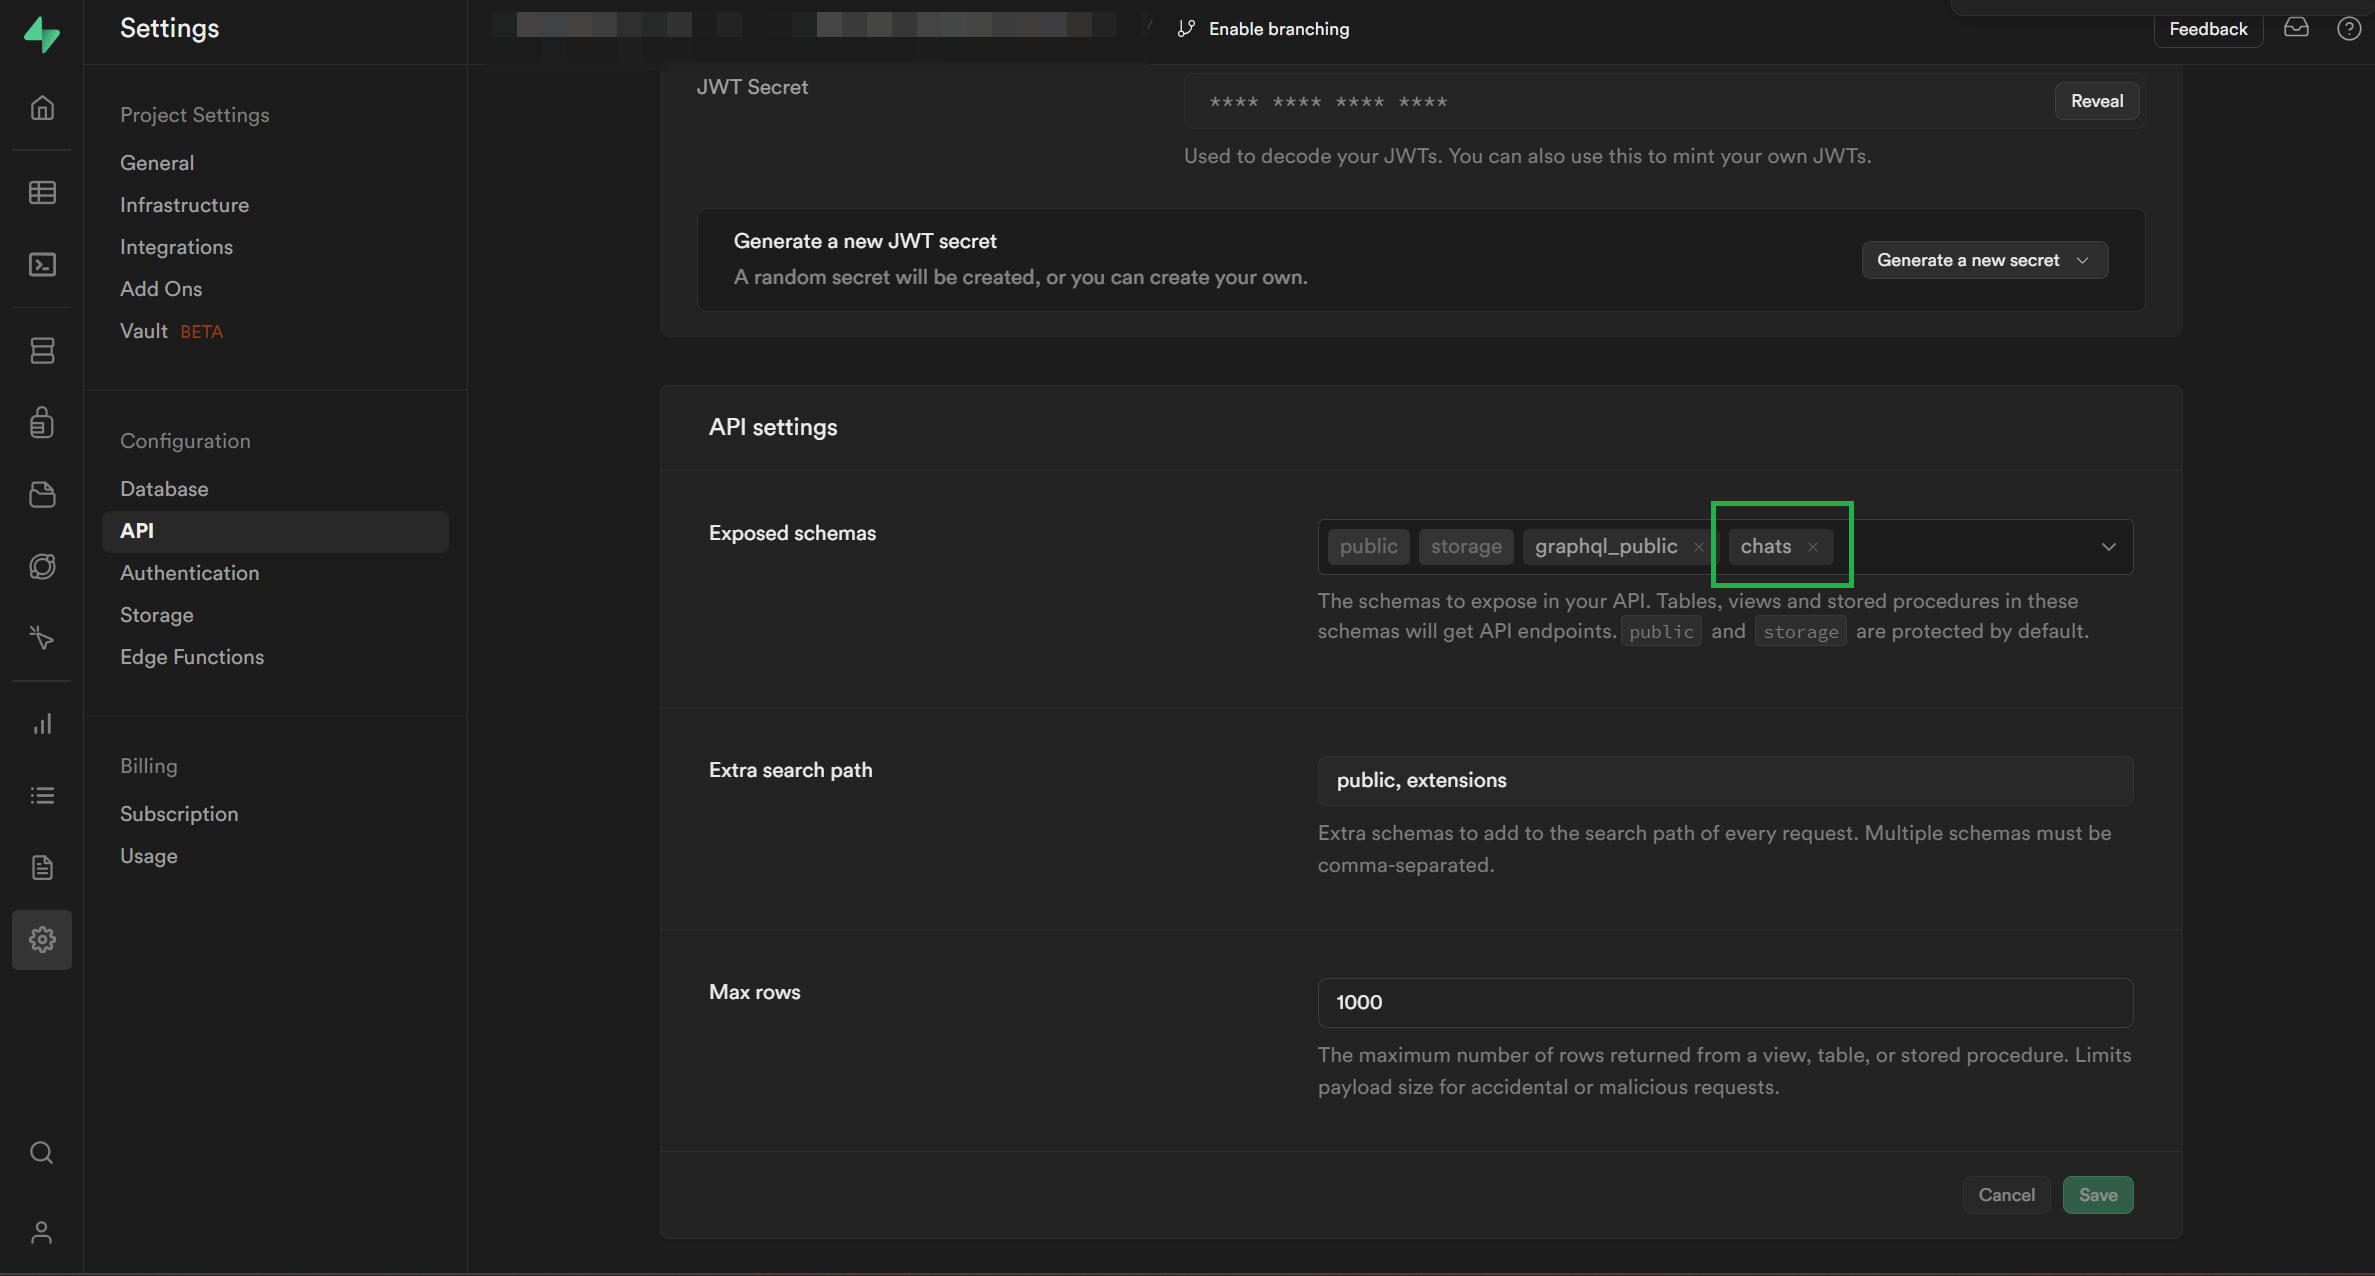 Settings
Enable branching
Feedback
Project Settings
General
Infrastructure
Integrations
Add Ons
Vault BETA
Configuration
Database
API
Authentication
Storage
Edge Functions
Billing
Subscription
Usage
JWT Secret
**** **** **** ****
Reveal
Used to decode your JWTs. You can also use this to mint your own JWTs.
Generate a new JWT secret
A random secret will be created, or you can create your own.
Generate a new secret
API settings
Exposed schemas
public storage graphql_public × chats ×
The schemas to expose in your API. Tables, views and stored procedures in these
schemas will get API endpoints. public and storage are protected by default.
Extra search path
public, extensions
Extra schemas to add to the search path of every request. Multiple schemas must be
comma-separated.
Max rows
1000
The maximum number of rows returned from a view, table, or stored procedure. Limits
payload size for accidental or malicious requests.
Cancel
Save